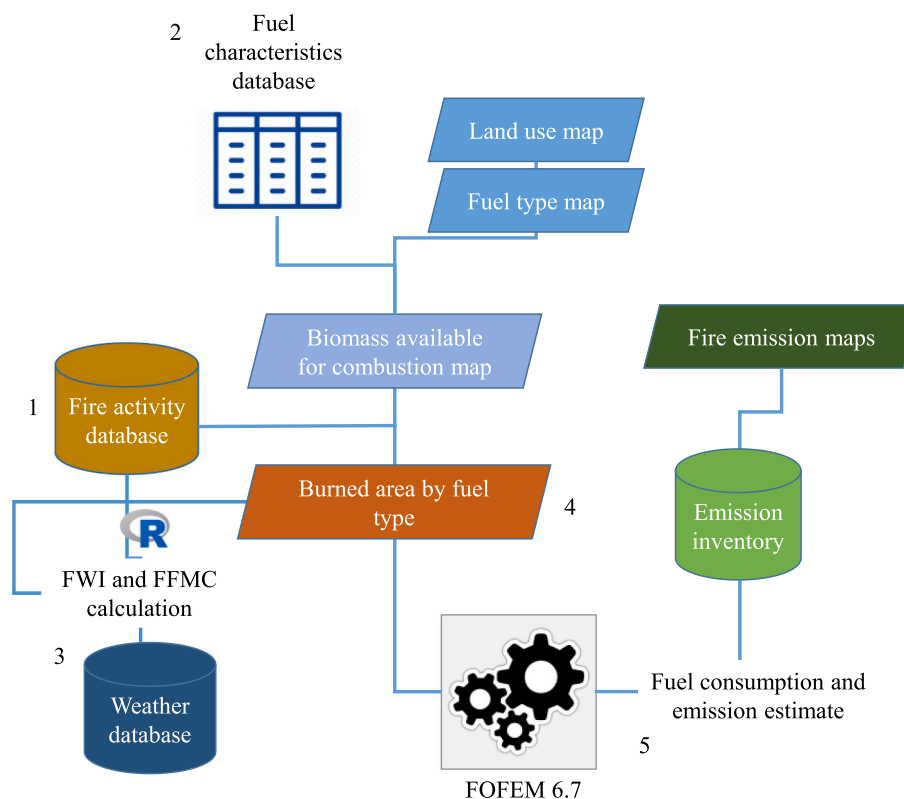 2
Fuel
characteristics
database
Land use map
Fuel type map
Biomass available
for combustion map
Fire emission maps
1
Fire activity
database
Burned area by fuel
type
4
Emission
inventory
R
FWI and FFMC
calculation
3
Weather
database
Fuel consumption and
emission estimate
5
FOFEM 6.7